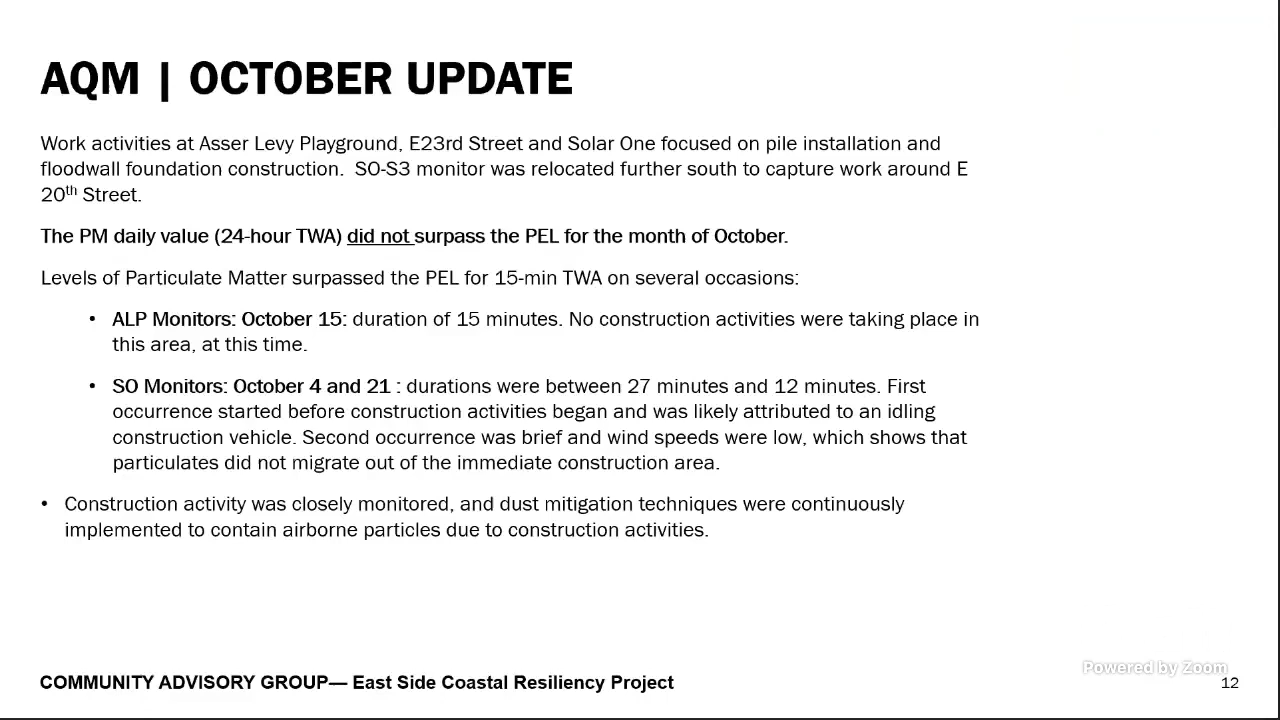 AQM | OCTOBER UPDATE
Work activities at Asser Levy Playground, E23rd Street and Solar One focused on pile installation and
floodwall foundation construction.  SO-S3 monitor was relocated further south to capture work around E
20th Street.
The PM daily value (24-hour TWA) did not surpass the PEL for the month of October.
Levels of Particulate Matter surpassed the PEL for 15-min TWA on several occasions:
• ALP Monitors: October 15: duration of 15 minutes. No construction activities were taking place in
this area, at this time.
• SO Monitors: October 4 and 21 : durations were between 27 minutes and 12 minutes. First
occurrence started before construction activities began and was likely attributed to an idling
construction vehicle. Second occurrence was brief and wind speeds were low, which shows that
particulates did not migrate out of the immediate construction area.
• Construction activity was closely monitored, and dust mitigation techniques were continuously
implemented to contain airborne particles due to construction activities.
COMMUNITY ADVISORY GROUP— East Side Coastal Resiliency Project
Powered by Zoom
12